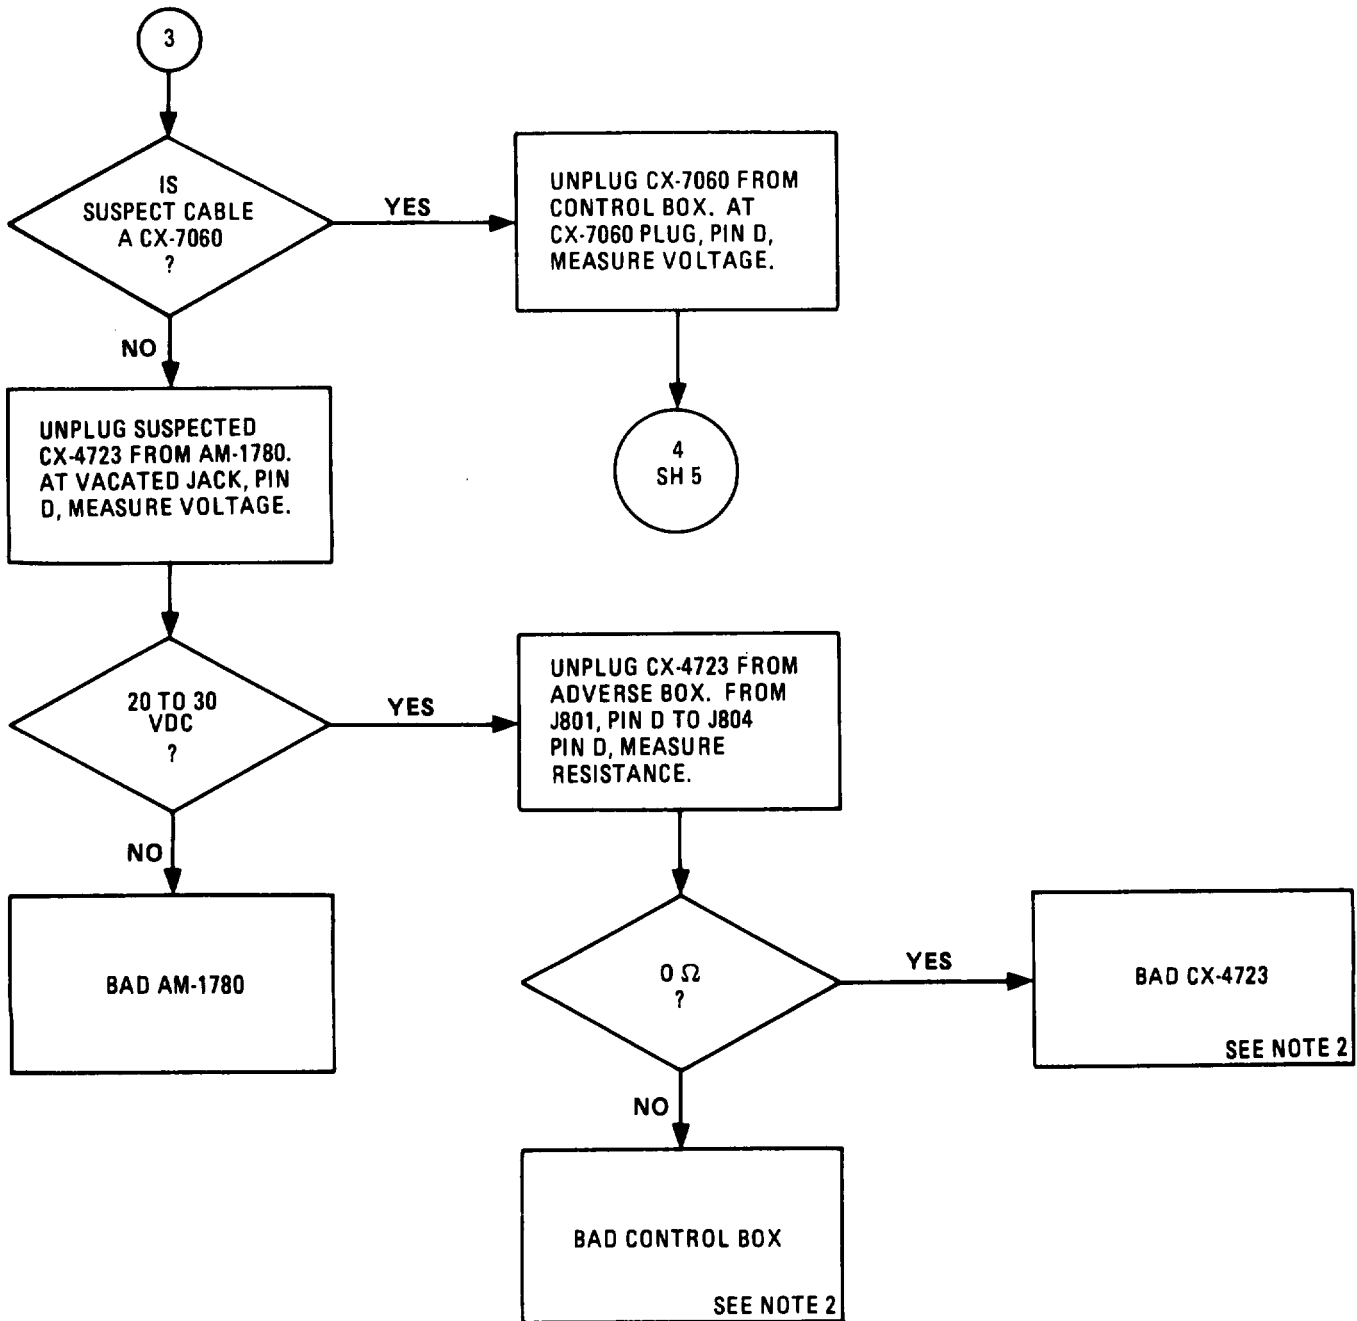 3
IS
SUSPECT CABLE
A CX-7060
?
YES
UNPLUG CX-7060 FROM
CONTROL BOX. AT
CX-7060 PLUG, PIN D,
MEASURE VOLTAGE.
NO
4
SH 5
UNPLUG SUSPECTED
CX-4723 FROM AM-1780.
AT VACATED JACK, PIN
D, MEASURE VOLTAGE.
20 TO 30
VDC
?
YES
UNPLUG CX-4723 FROM
ADVERSE BOX. FROM
J801, PIN D TO J804
PIN D, MEASURE
RESISTANCE.
NO
BAD AM-1780
0 Ω
?
YES
BAD CX-4723
SEE NOTE 2
NO
BAD CONTROL BOX
SEE NOTE 2